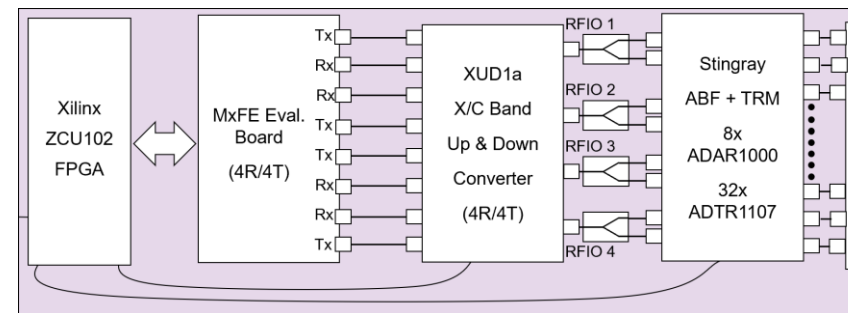 Xilinx
ZCU102
FPGA
MxFE Eval.
Board
(4R/4T)
Tx
Rx
Rx
Tx
Tx
Rx
Rx
Tx
XUD1a
X/C Band
Up & Down
Converter
(4R/4T)
RFIO 1
RFIO 2
RFIO 3
RFIO 4
Stingray
ABF + TRM
8x
ADAR1000
32x
ADTR1107